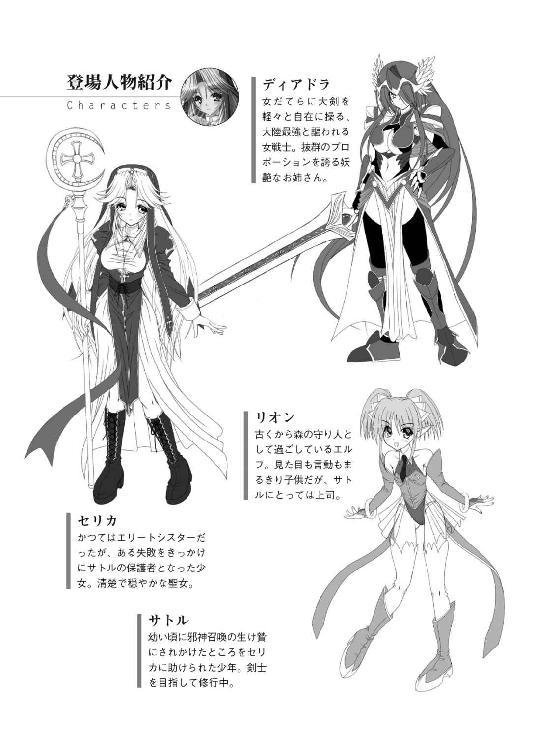 登場人物紹介
Characters
ディアドラ
女だてらに大剣を
軽々と自在に操る、
大陸最強と謳われる
女戦士。抜群のプロ
ポーションを誇る妖
艶なお姉さん。
リオン
古くから森の守り人と
して過ごしているエル
フ。見た目も言動もま
るきり子供だが、サト
ルにとっては上司。
セリカ
かつてはエリートシスターだ
ったが、ある失敗をきっかけ
にサトルの保護者となった少
女。清楚で穏やかな聖女。
サトル
幼い頃に邪神召喚の生け贄
にされかけたところをセリ
カに助けられた少年。剣士
を目指して修行中。